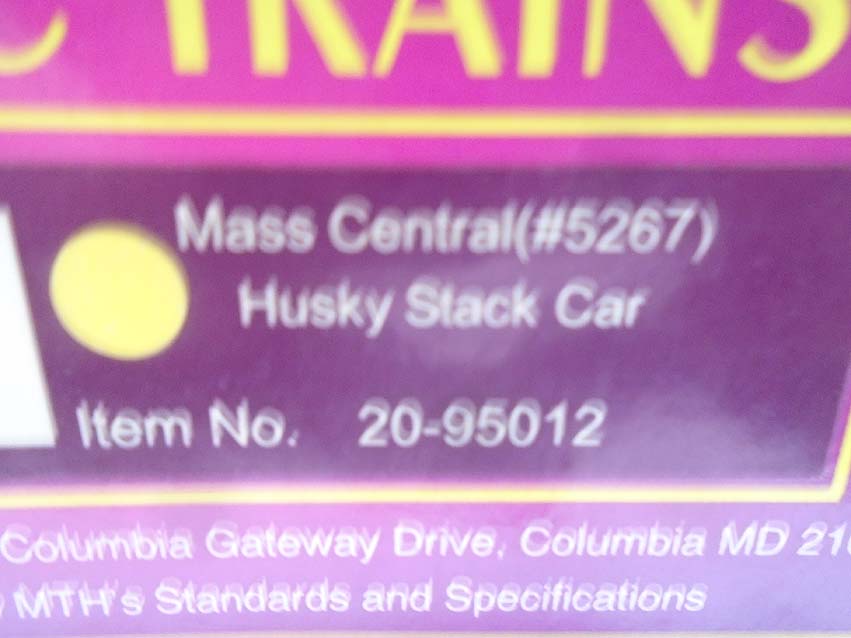 C TRAINS
Mass Central(#5267)
Husky Stack Car
Item No. 20-95012
Columbia Gateway Drive, Columbia MD 21
MTH's Standards and Specifications